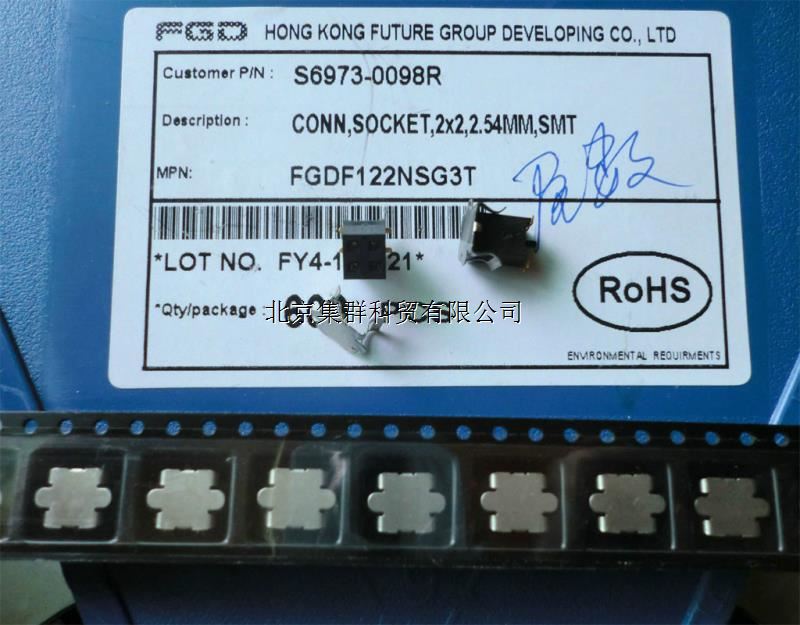 FGD HONG KONG FUTURE GROUP DEVELOPING CO., LTD
Customer P/N : S6973-0098R
Description : CONN,SOCKET,2x2,2.54MM,SMT
MPN: FGDF122NSG3T
*LOT NO. FY4-1 21*
*Qty/package :
北京集群科贸有限公司
RoHS
ENVIRONMENTAL REQUIRMENTS